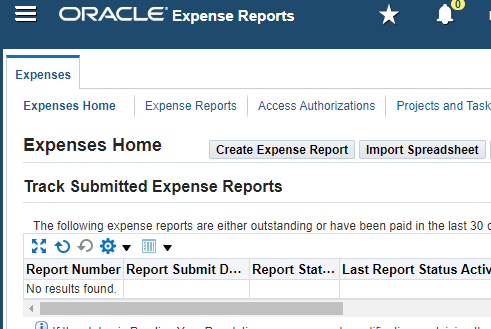 ORACLE Expense Reports
0
Expenses
Expenses Home Expense Reports Access Authorizations Projects and Task
Expenses Home Create Expense Report Import Spreadsheet
Track Submitted Expense Reports
The following expense reports are either outstanding or have been paid in the last 30
Report Number Report Submit D... Report Stat... Last Report Status Activ
No results found.